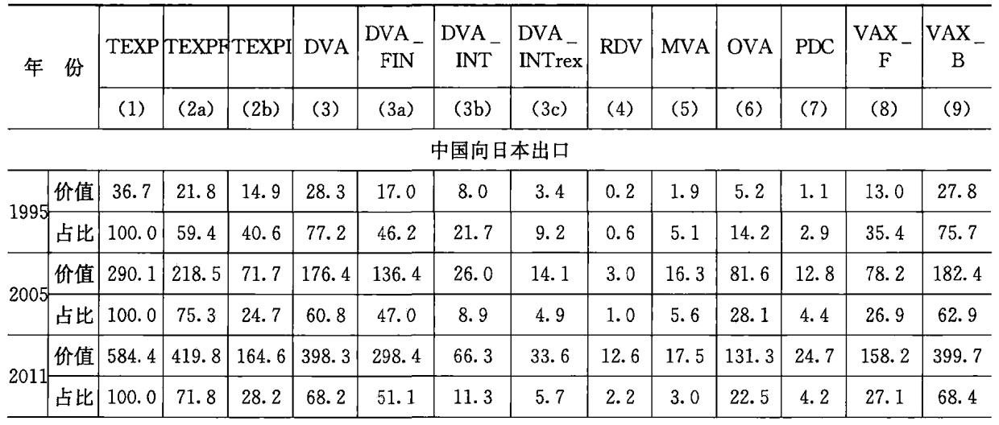 年 份 TEXP TEXPF TEXPI DVA DVA_FIN DVA_INT DVA_INTrex RDV MVA OVA PDC VAX_F VAX_B
(1) (2a) (2b) (3) (3a) (3b) (3c) (4) (5) (6) (7) (8) (9)
中国向日本出口
1995 价值 36.7 21.8 14.9 28.3 17.0 8.0 3.4 0.2 1.9 5.2 1.1 13.0 27.8
占比 100.0 59.4 40.6 77.2 46.2 21.7 9.2 0.6 5.1 14.2 2.9 35.4 75.7
2005 价值 290.1 218.5 71.7 176.4 136.4 26.0 14.1 3.0 16.3 81.6 12.8 78.2 182.4
占比 100.0 75.3 24.7 60.8 47.0 8.9 4.9 1.0 5.6 28.1 4.4 26.9 62.9
2011 价值 584.4 419.8 164.6 398.3 298.4 66.3 33.6 12.6 17.5 131.3 24.7 158.2 399.7
占比 100.0 71.8 28.2 68.2 51.1 11.3 5.7 2.2 3.0 22.5 4.2 27.1 68.4